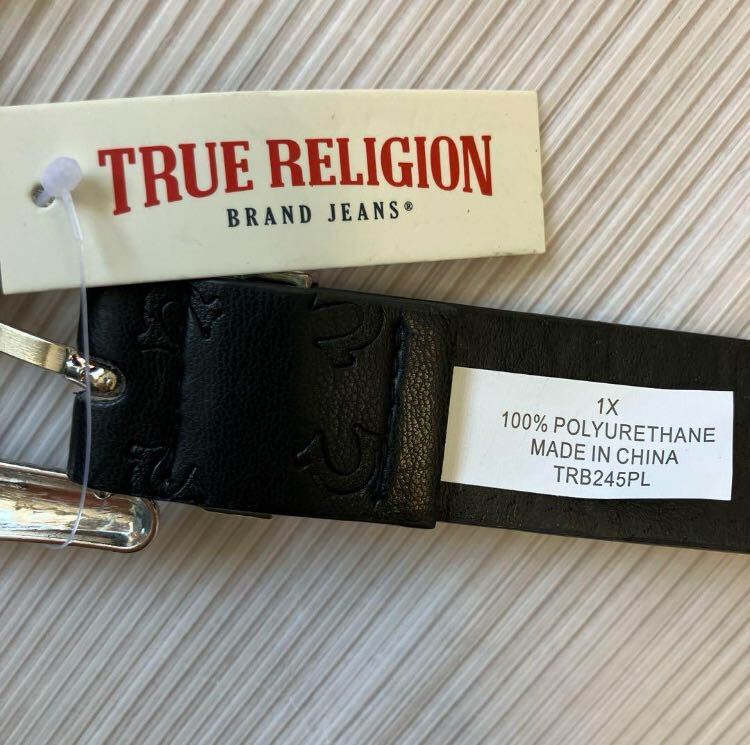 TRUE RELIGION
BRAND JEANS®
1X
100% POLYURETHANE
MADE IN CHINA
TRB245PL